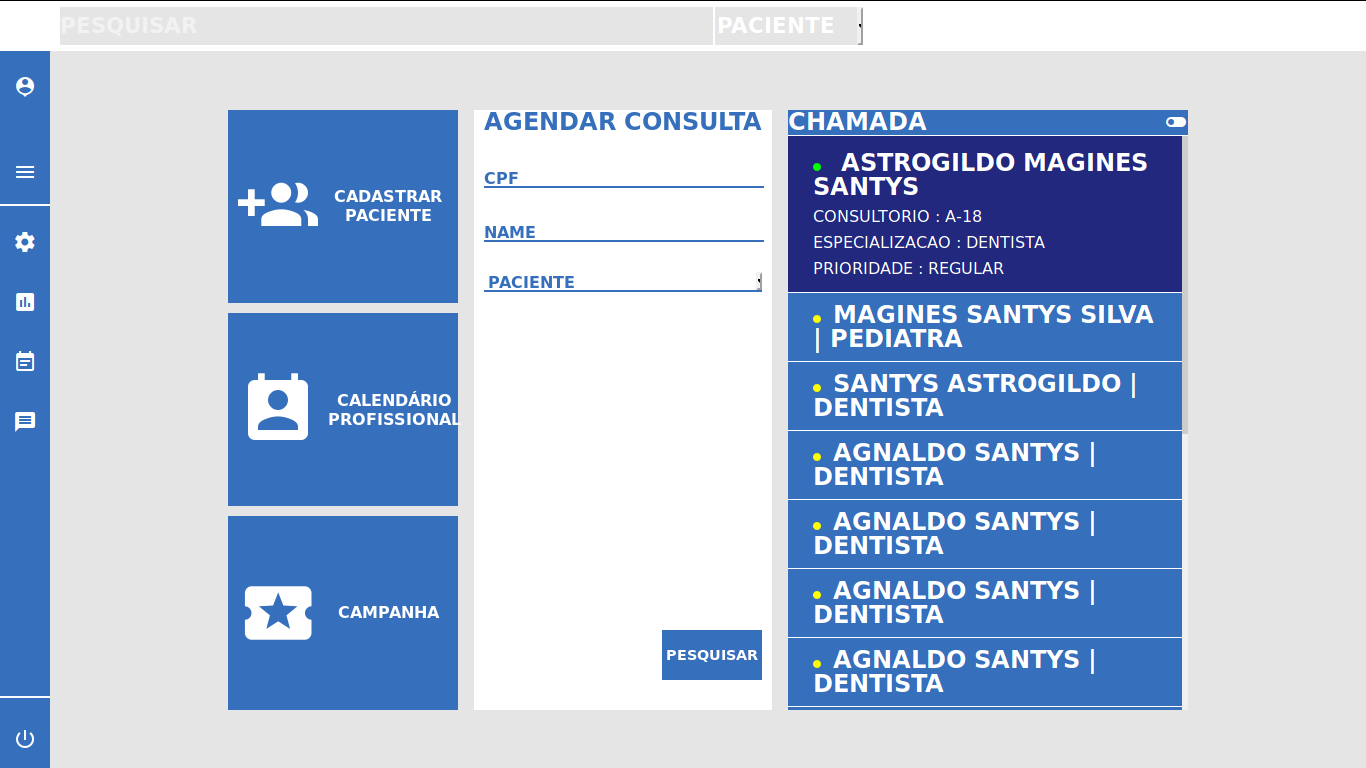 PESQUISAR
PACIENTE
CADASTRAR
PACIENTE
CALENDÁRIO
PROFISSIONAL
CAMPANHA
AGENDAR CONSULTA
CPF
NAME
PACIENTE
PESQUISAR
CHAMADA
ASTROGILDO MAGINES
SANTYS
CONSULTORIO : A-18
ESPECIALIZACAO : DENTISTA
PRIORIDADE : REGULAR
MAGINES SANTYS SILVA
| PEDIATRA
SANTYS ASTROGILDO |
DENTISTA
AGNALDO SANTYS |
DENTISTA
AGNALDO SANTYS |
DENTISTA
AGNALDO SANTYS |
DENTISTA
AGNALDO SANTYS |
DENTISTA